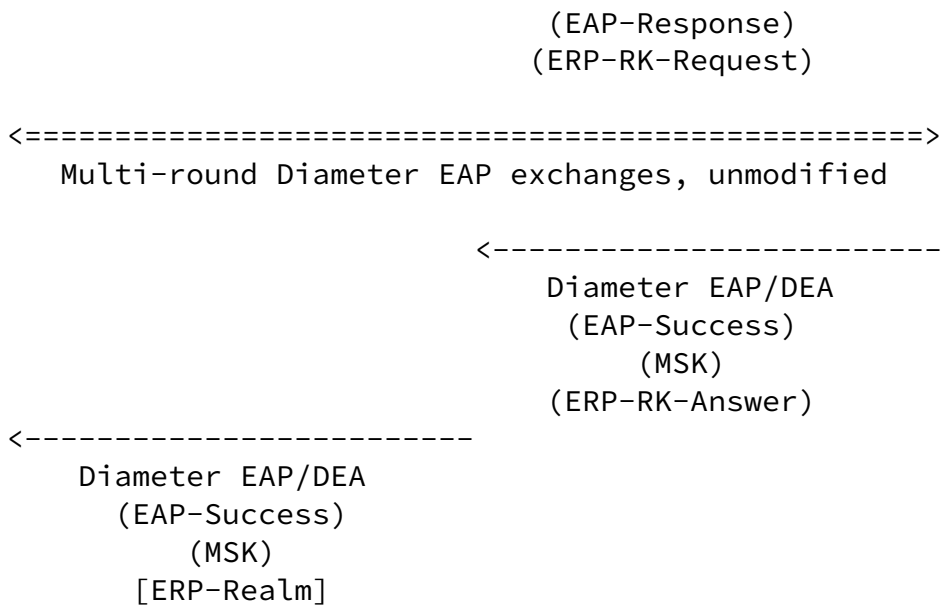 (EAP-Response)
(ERP-RK-Request)
<==================================================>
Multi-round Diameter EAP exchanges, unmodified
<-------------------------
Diameter EAP/DEA
(EAP-Success)
(MSK)
(ERP-RK-Answer)
<-------------------------
Diameter EAP/DEA
(EAP-Success)
(MSK)
[ERP-Realm]